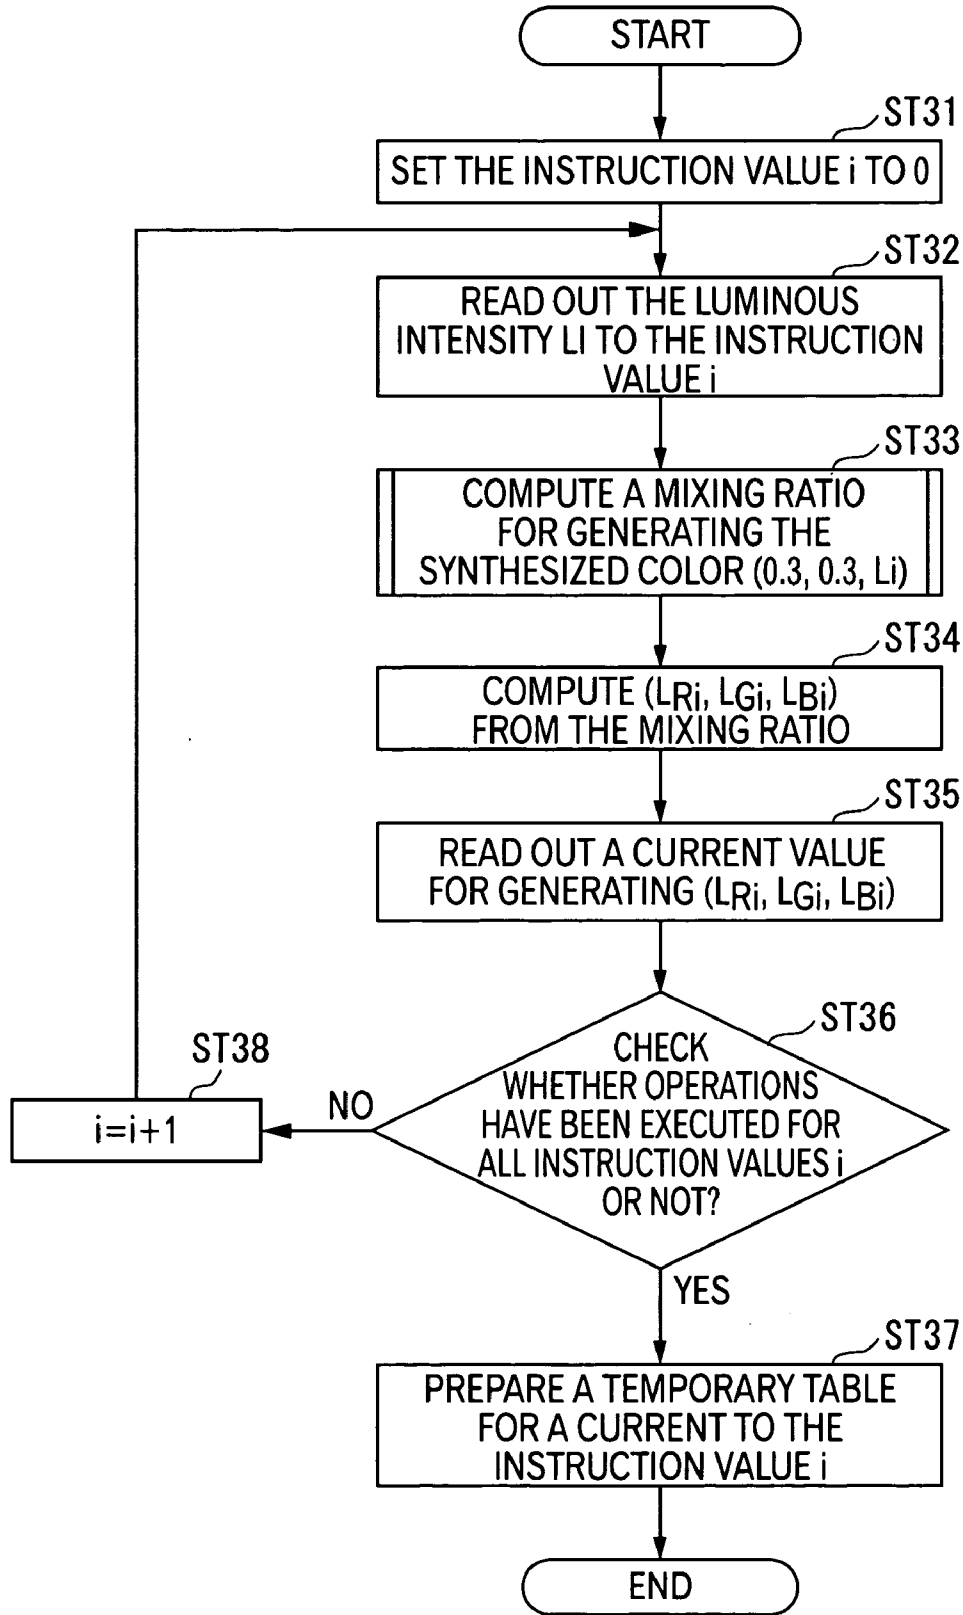 START
ST31
SET THE INSTRUCTION VALUE i TO 0
ST32
READ OUT THE LUMINOUS
INTENSITY LI TO THE INSTRUCTION
VALUE i
ST33
COMPUTE A MIXING RATIO
FOR GENERATING THE
SYNTHESIZED COLOR (0.3, 0.3, Li)
ST34
COMPUTE (LRi, LGi, LBi)
FROM THE MIXING RATIO
ST35
READ OUT A CURRENT VALUE
FOR GENERATING (LRi, LGi, LBi)
ST36
CHECK
WHETHER OPERATIONS
HAVE BEEN EXECUTED FOR
ALL INSTRUCTION VALUES i
OR NOT?
NO
ST38
i=i+1
YES
ST37
PREPARE A TEMPORARY TABLE
FOR A CURRENT TO THE
INSTRUCTION VALUE i
END